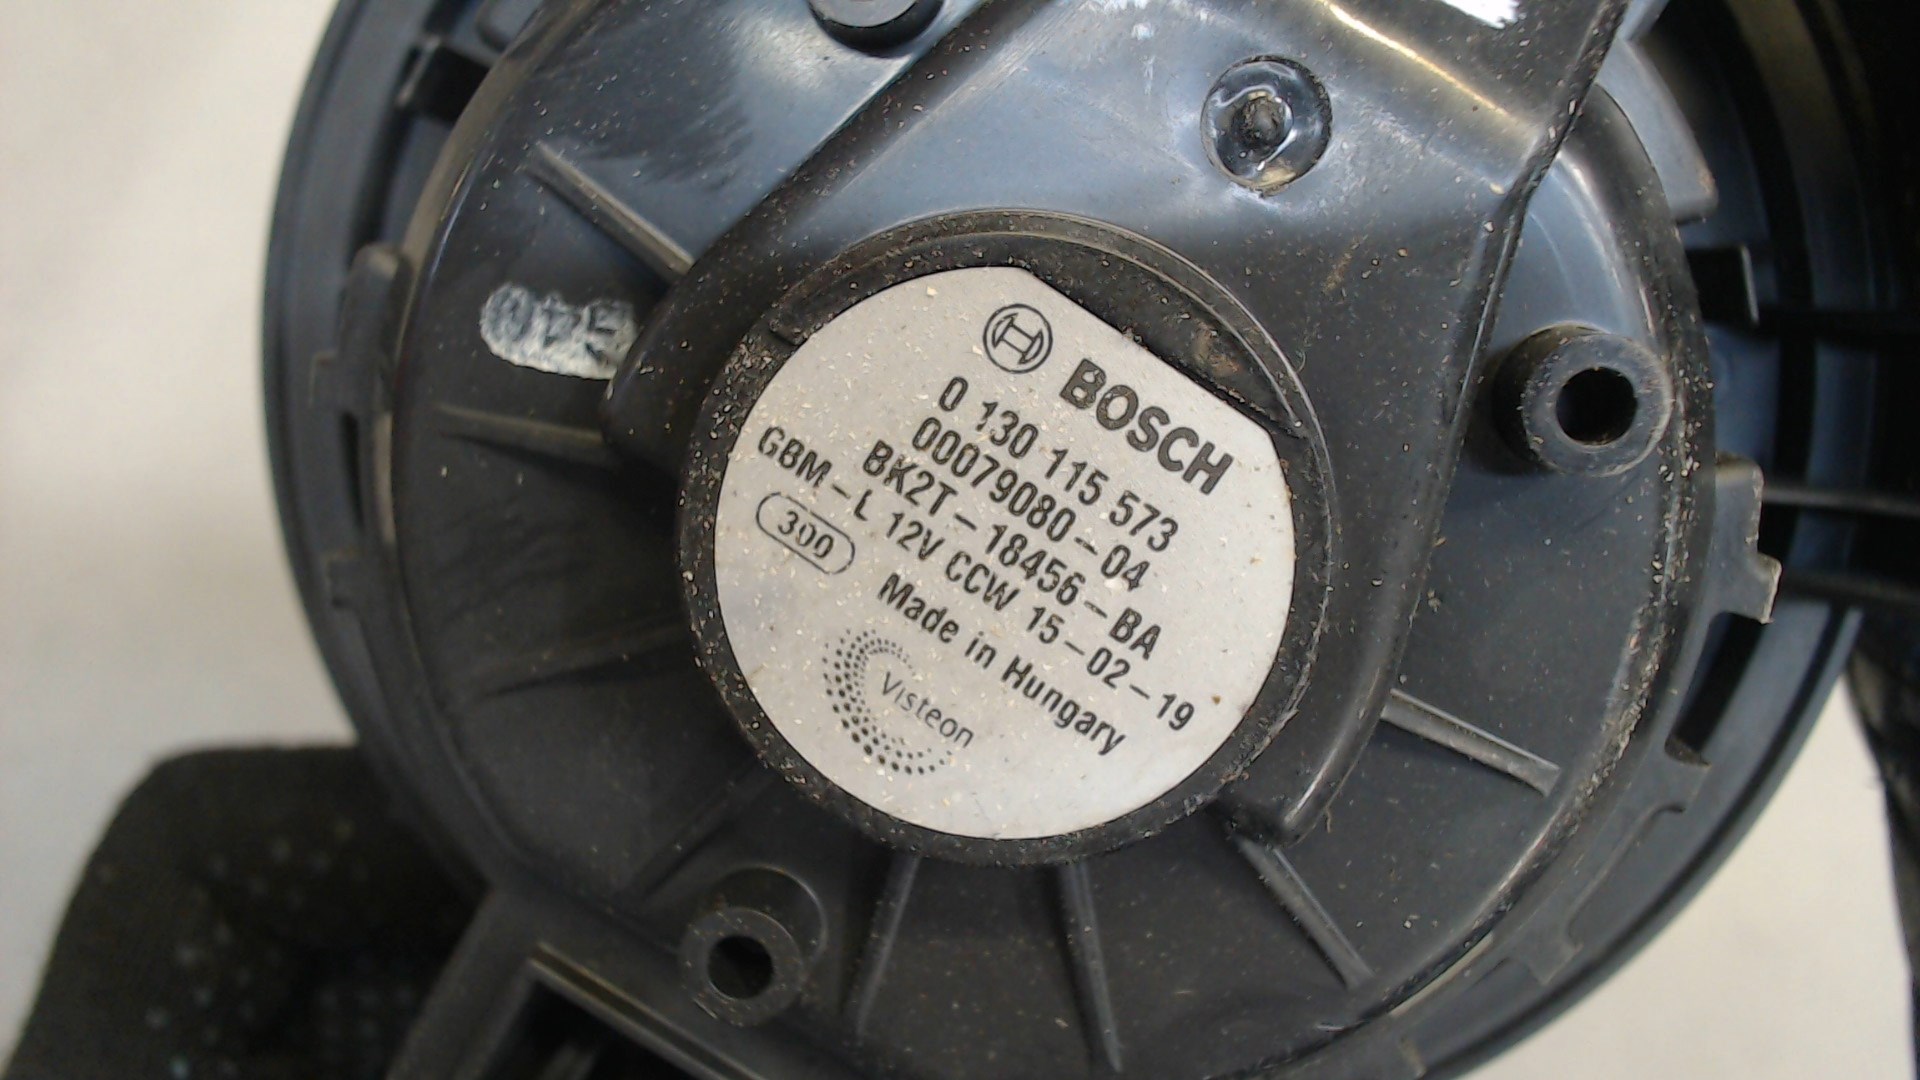 BOSCH
0 130 115 573
00079080-04
BK2T-18456-BA
GBM-L 12V CCW 15-02-19
300
Made in Hungary
Visteon